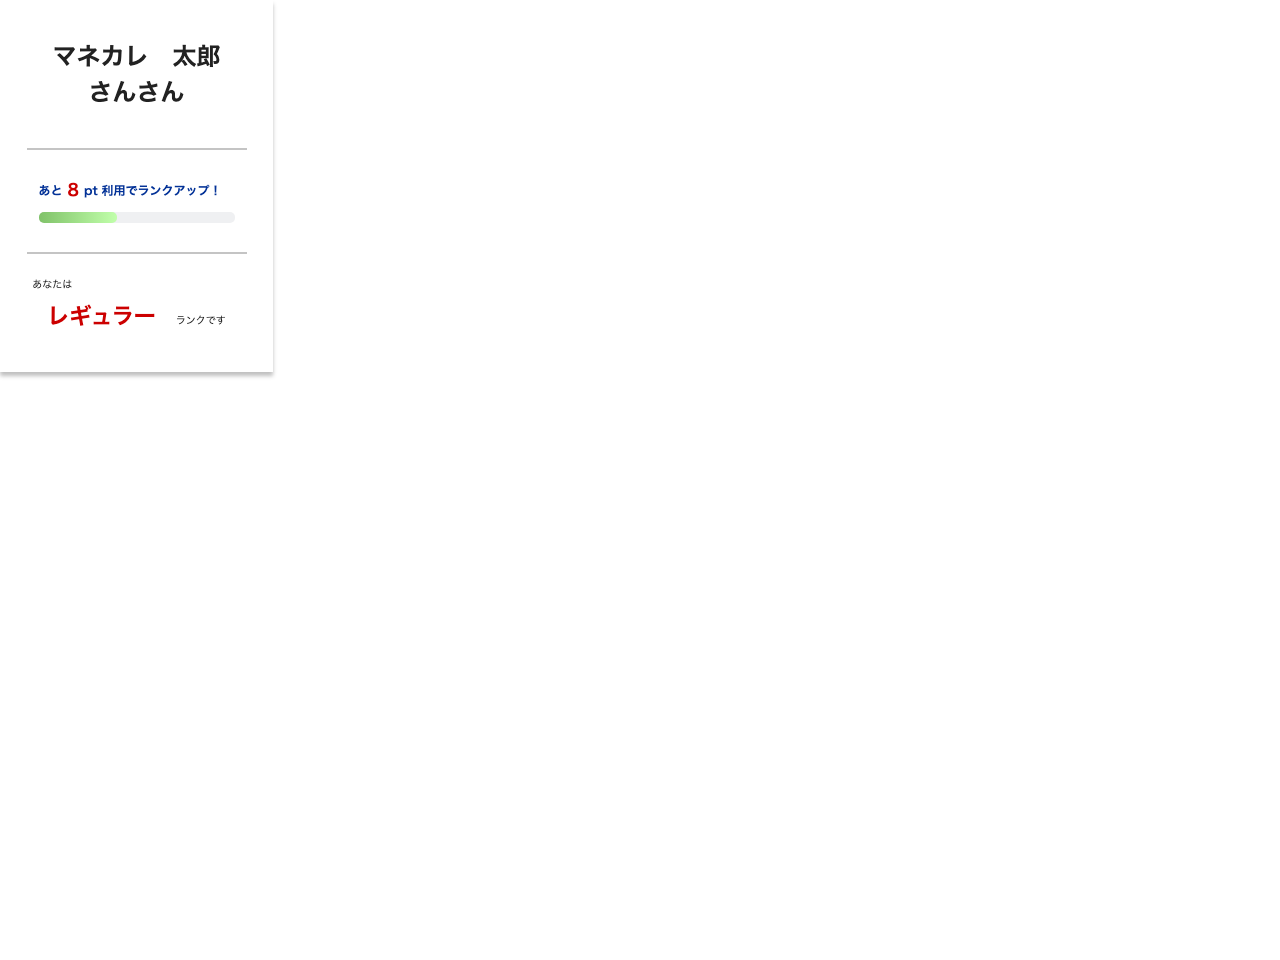 マネカレ　太郎
さんさん
あと 8 pt 利用でランクアップ！
あなたは
レギュラー ランクです